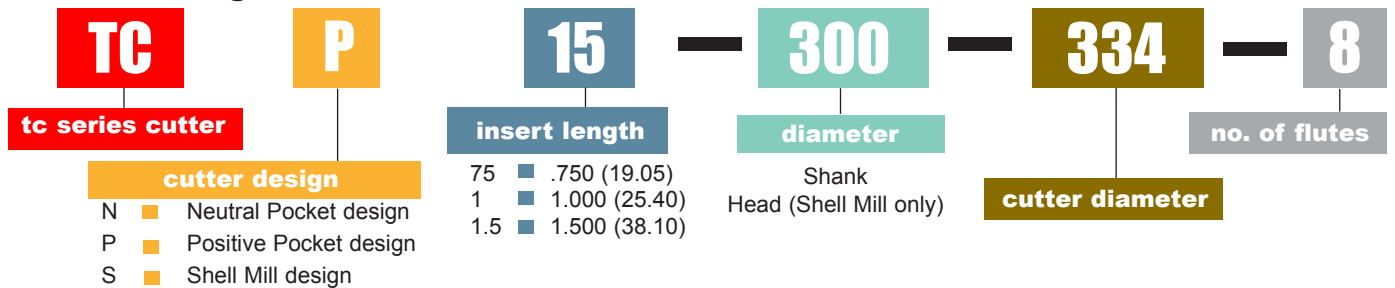 TC P 15 — 300 — 334 — 8
tc series cutter
cutter design
N Neutral Pocket design
P Positive Pocket design
S Shell Mill design
insert length
75 .750 (19.05)
1 1.000 (25.40)
1.5 1.500 (38.10)
diameter
Shank
Head (Shell Mill only)
cutter diameter
no. of flutes